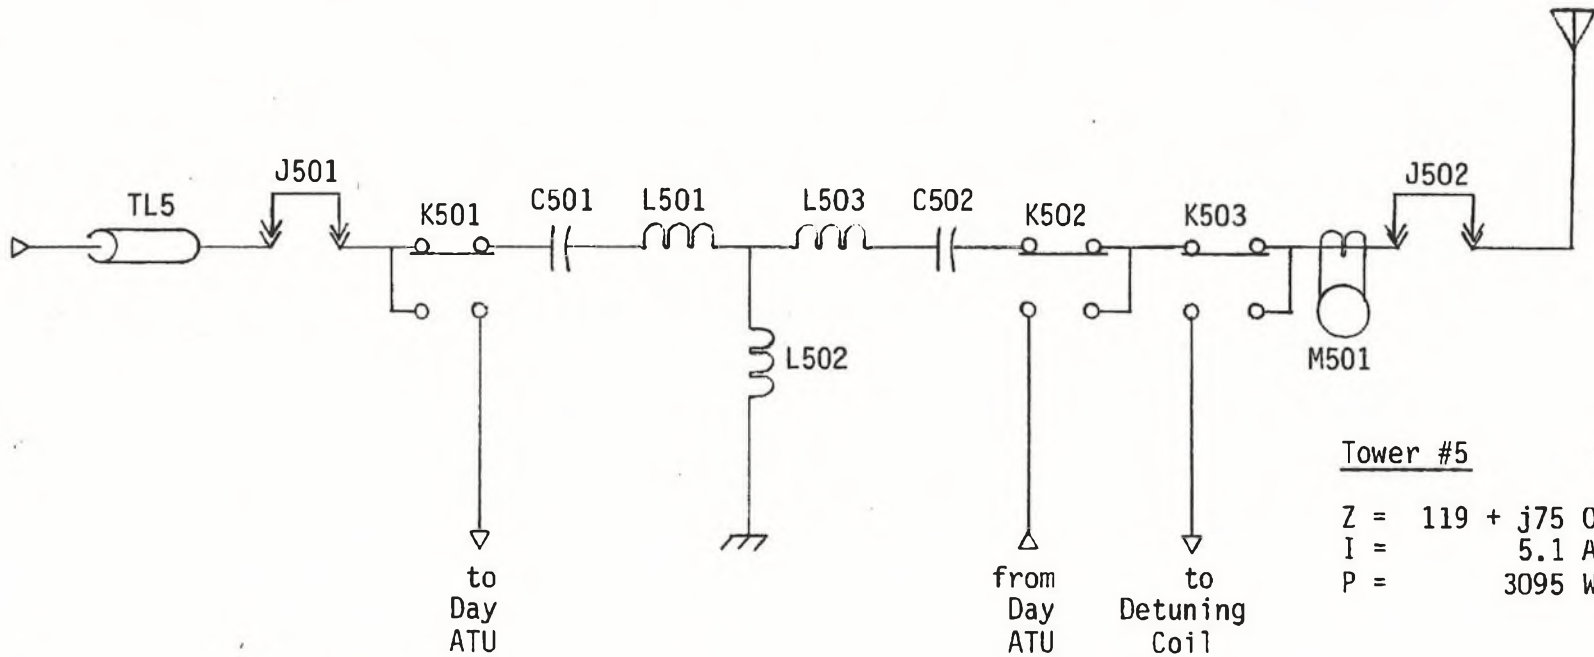 J501
J502
TL5
K501
C501
L501
L503
C502
K502
K503
L502
M501
to
Day
ATU
from
Day
ATU
to
Detuning
Coil
Tower #5
Z = 119 + j75
I = 5.1 A
P = 3095 W